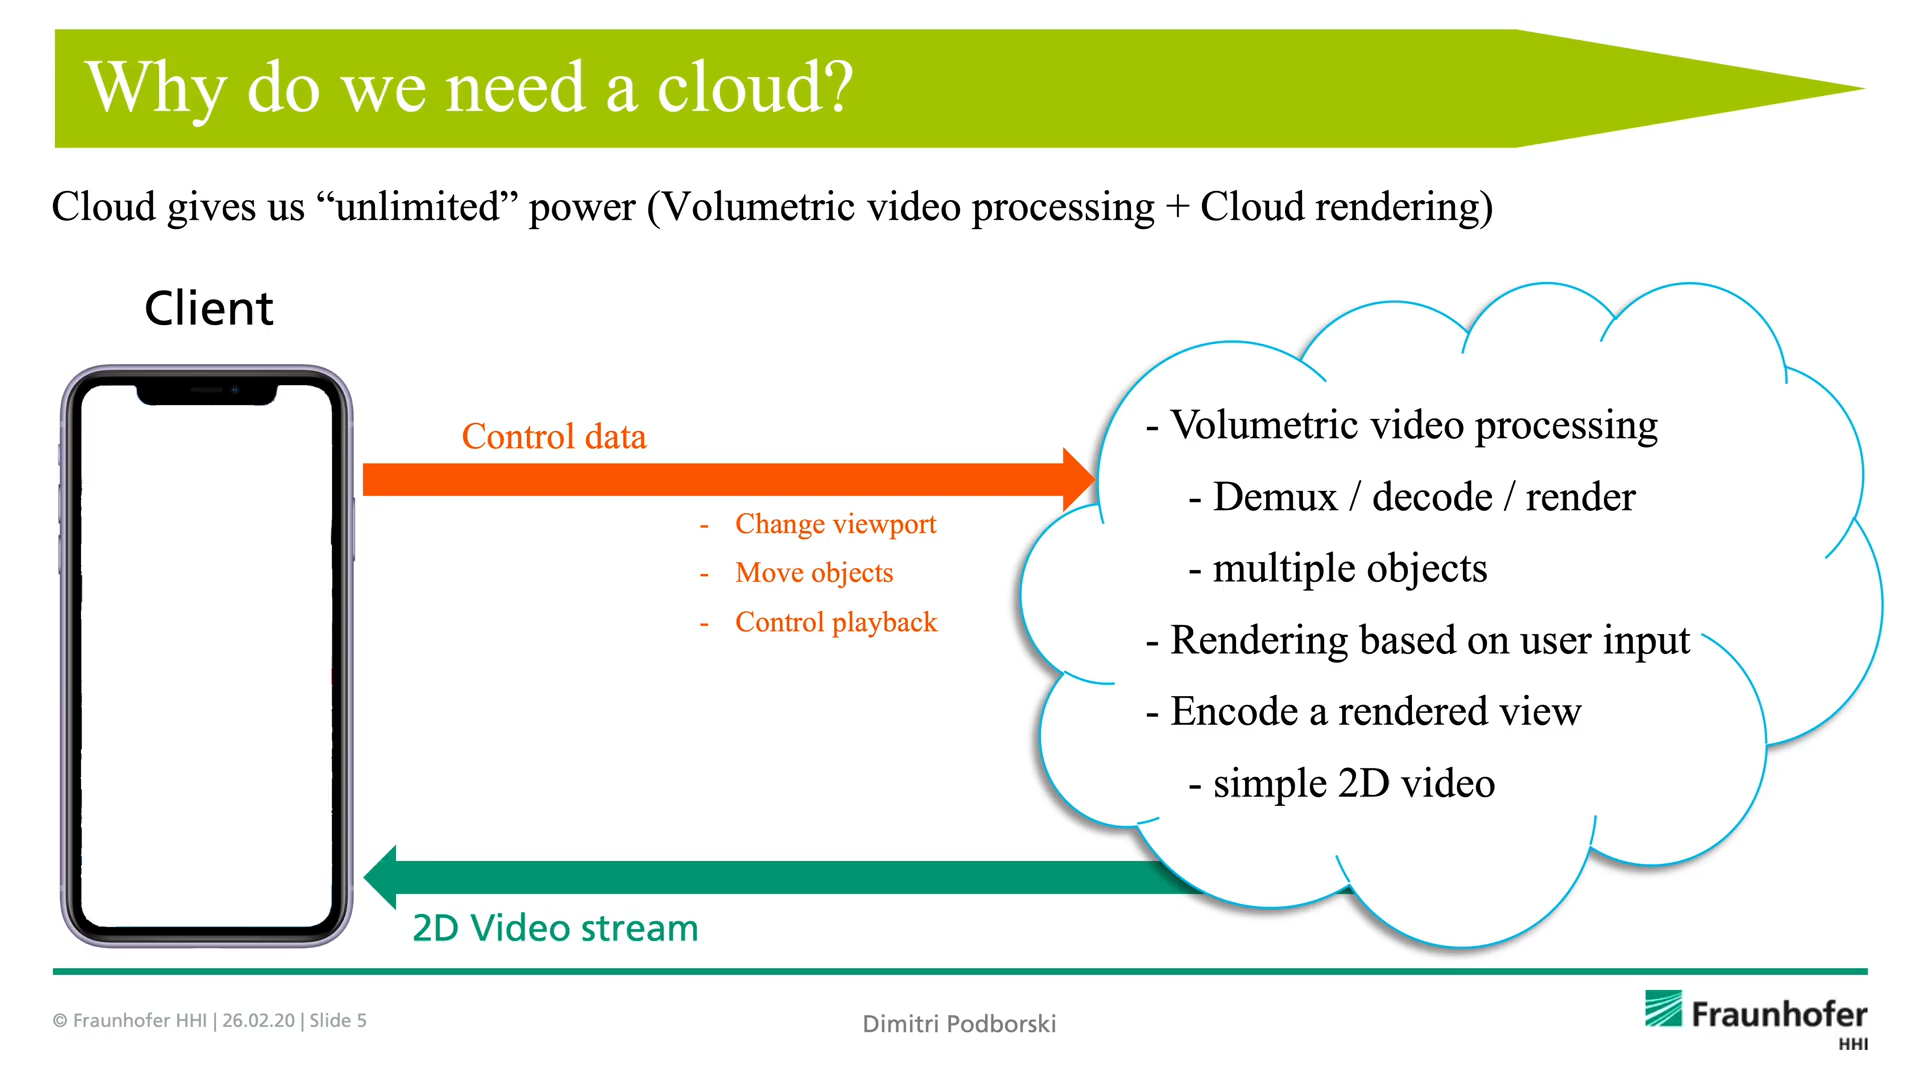 Why do we need a cloud?
Cloud gives us “unlimited” power (Volumetric video processing + Cloud rendering)
Client
Control data
- Change viewport
- Move objects
- Control playback
- Volumetric video processing
- Demux / decode / render
- multiple objects
- Rendering based on user input
- Encode a rendered view
- simple 2D video
2D Video stream
© Fraunhofer HHI | 26.02.20 | Slide 5
Dimitri Podborski
Fraunhofer
HHI